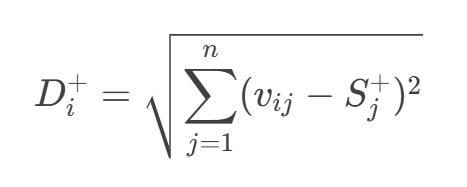 $D_i^+ = \sqrt{\sum_{j=1}^{n}(v_{ij} - S_j^+)^2}$